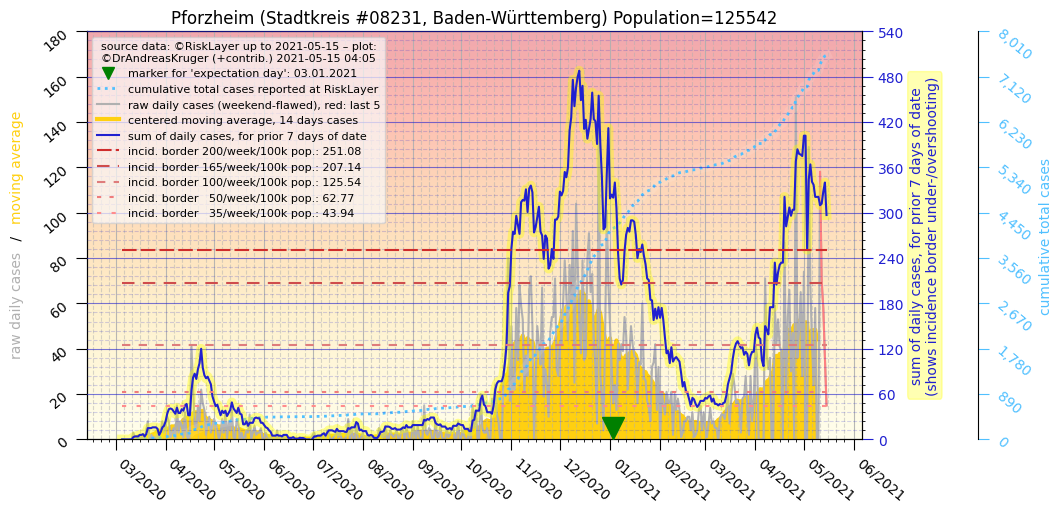 Pforzheim (Stadtkreis #08231, Baden-Württemberg) Population=125542
source data: ©RiskLayer up to 2021-05-15 – plot:
©DrAndreasKruger (+contrib.) 2021-05-15 04:05
marker for 'expectation day': 03.01.2021
cumulative total cases reported at RiskLayer
raw daily cases (weekend-flawed), red: last 5
centered moving average, 14 days cases
sum of daily cases, for prior 7 days of date
incid. border 200/week/100k pop.: 251.08
incid. border 165/week/100k pop.: 207.14
incid. border 100/week/100k pop.: 125.54
incid. border 50/week/100k pop.: 62.77
incid. border 35/week/100k pop.: 43.94
raw daily cases / moving average
180
160
140
120
100
80
60
40
20
0
03/2020
04/2020
05/2020
06/2020
07/2020
08/2020
09/2020
10/2020
11/2020
12/2020
01/2021
02/2021
03/2021
04/2021
05/2021
06/2021
540
480
420
360
300
240
180
120
60
0
sum of daily cases, for prior 7 days of date
(shows incidence border under-/overshooting)
8,010
7,120
6,230
5,340
4,450
3,560
2,670
1,780
890
0
cumulative total cases